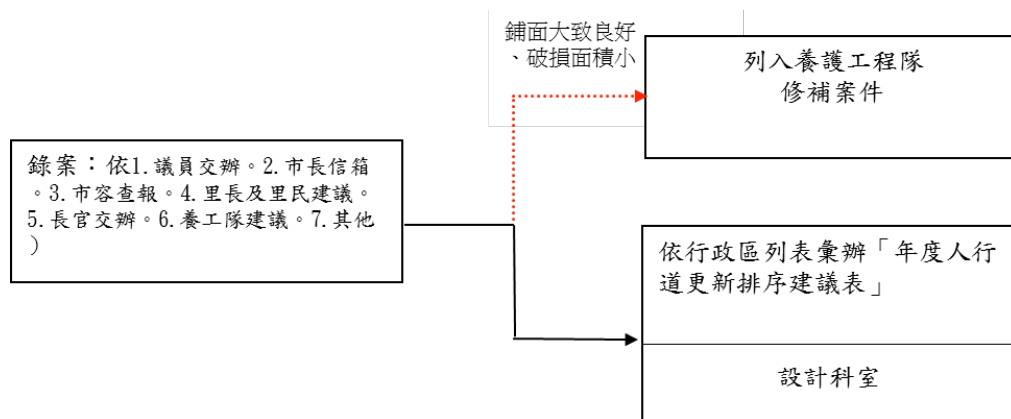 鋪面大致良好
、破損面積小
列入養護工程隊
修補案件
錄案：依1.議員交辦。2.市長信箱
。3.市容查報。4.里長及里民建議。
5.長官交辦。6.養工隊建議。7.其他
）
依行政區列表彙辦「年度人行
道更新排序建議表」
設計科室